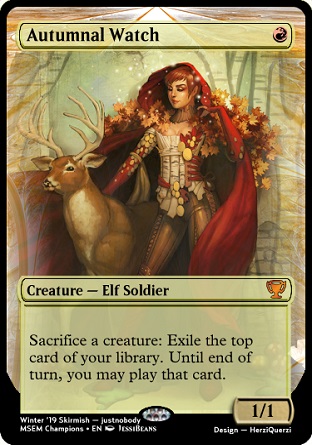 Autumnal Watch
Creature — Elf Soldier
Sacrifice a creature: Exile the top
card of your library. Until end of
turn, you may play that card.
1/1
Winter '19 Skirmish — justnobody
MSEM Champions • EN JessiBeans
Design — HerziQuerzi